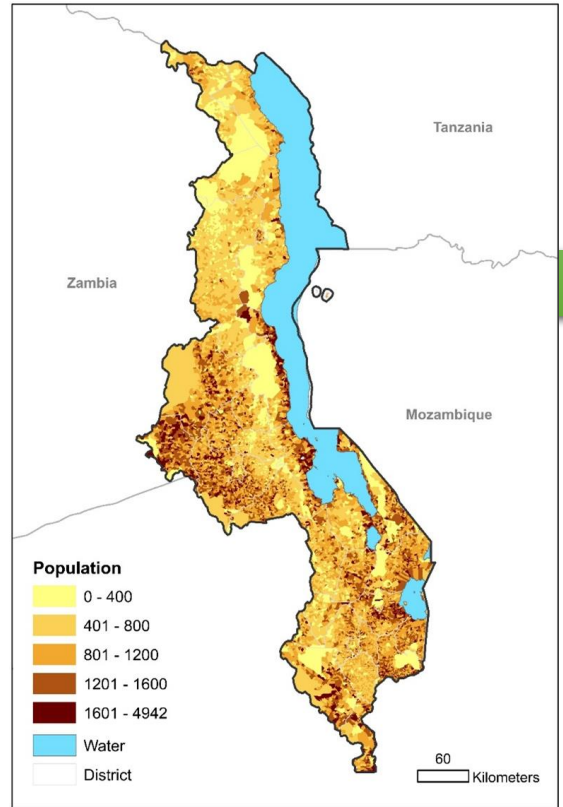 Tanzania
Zambia
Mozambique
Population
0 - 400
401 - 800
801 - 1200
1201 - 1600
1601 - 4942
Water
District
60
Kilometers